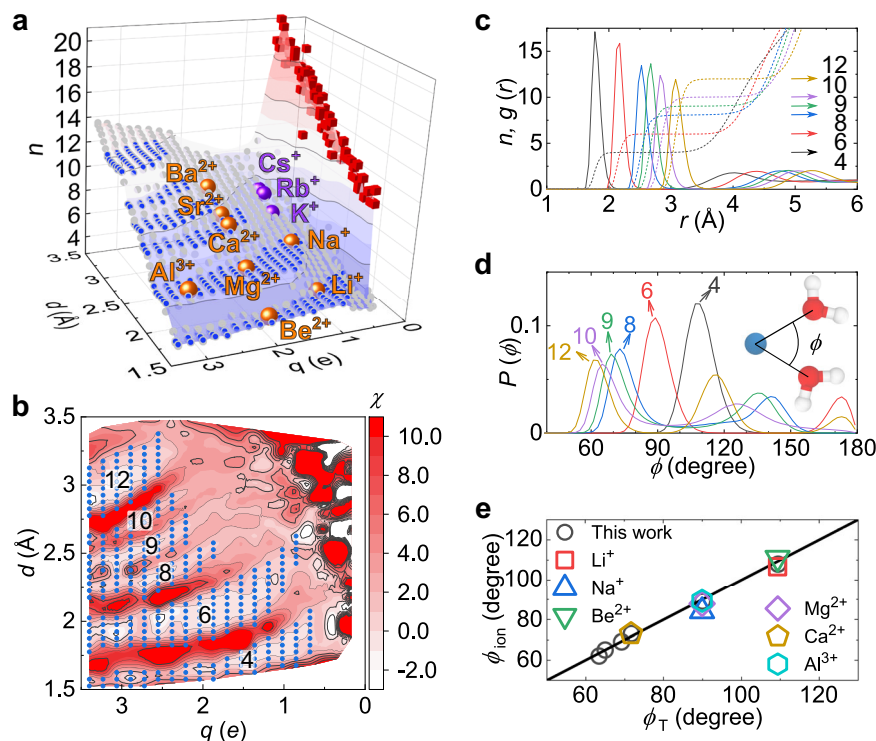 a
21
20
18
16
14
12
10
8
6
4
n
Ba2+
Sr2+
Ca2+
Al3+
Mg2+
Be2+
Cs+
Rb+
K+
Na+
Li+
3.5
3
2.5
2
1.5
d (Å)
3
2
1
0
q (e)
b
3.5
3.0
2.5
2.0
1.5
d (Å)
12
10
9
8
6
4
3
2
1
0
q (e)
χ
10.0
8.0
6.0
4.0
2.0
0.0
-2.0
c
15
10
5
0
n, g (r)
12
10
9
8
6
4
1
2
3
4
5
6
r (Å)
d
0.1
0
P (ϕ)
12
10
9
8
6
4
ϕ
60
90
120
150
180
ϕ (degree)
e
120
100
80
60
ϕion (degree)
This work
Li+
Na+
Be2+
Mg2+
Ca2+
Al3+
60
80
100
120
ϕT (degree)